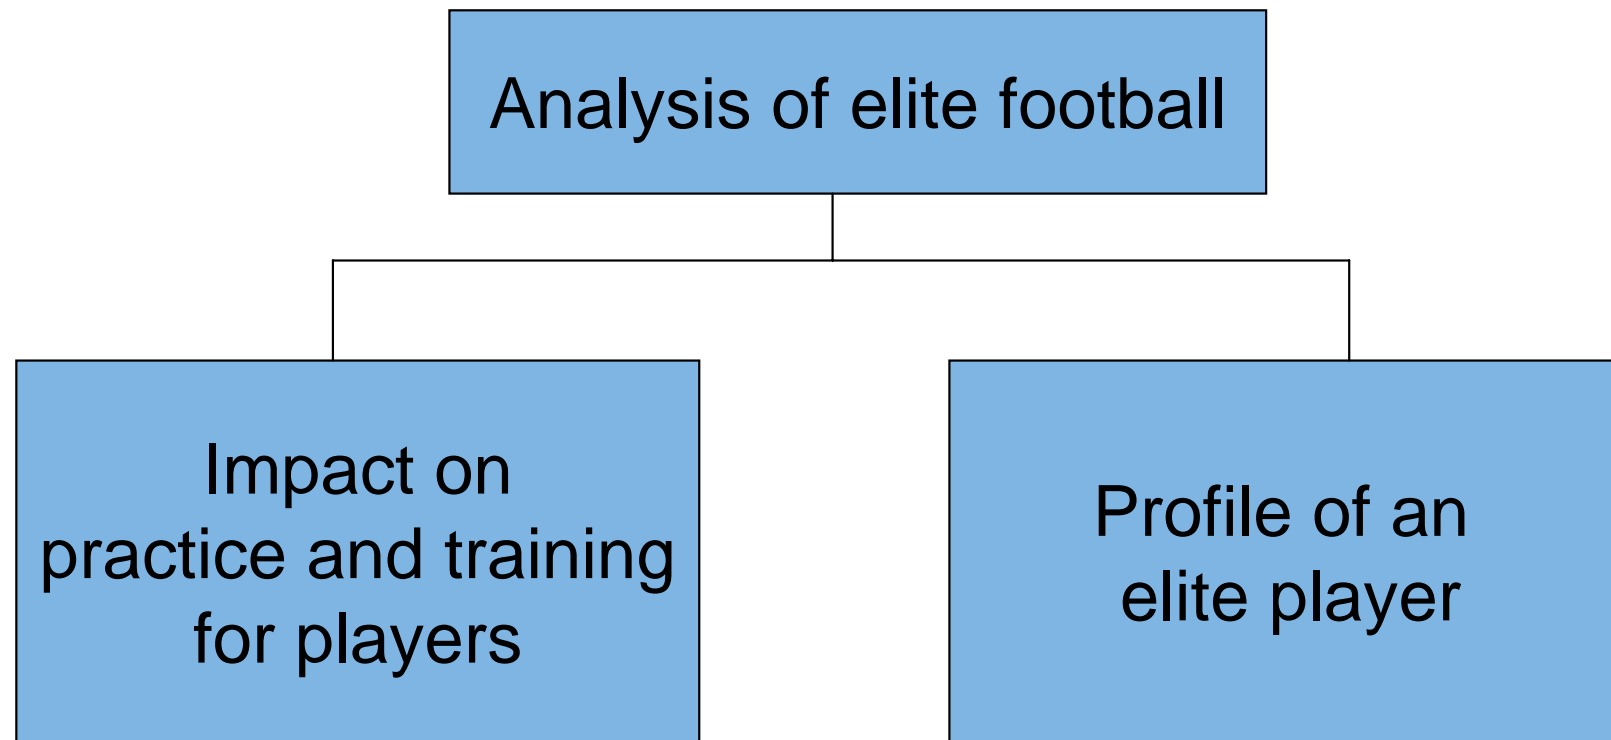 Analysis of elite football
Impact on
practice and training
for players
Profile of an
elite player